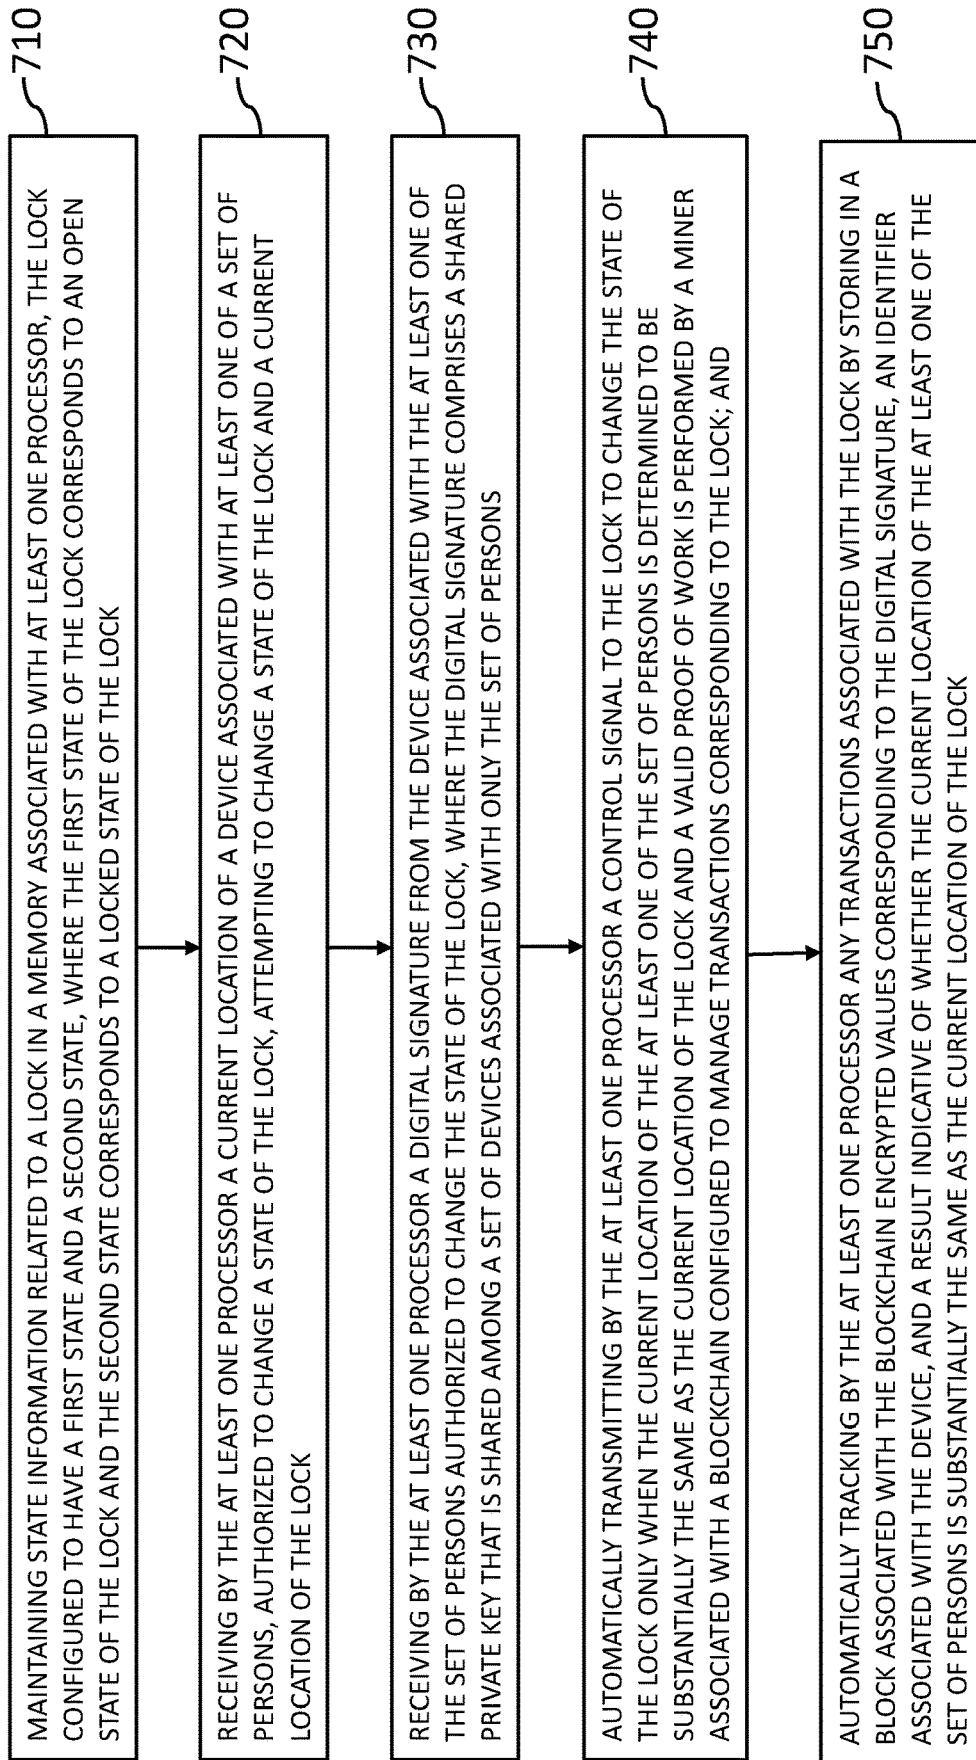 710
MAINTAINING STATE INFORMATION RELATED TO A LOCK IN A MEMORY ASSOCIATED WITH AT LEAST ONE PROCESSOR, THE LOCK
CONFIGURED TO HAVE A FIRST STATE AND A SECOND STATE, WHERE THE FIRST STATE OF THE LOCK CORRESPONDS TO AN OPEN
STATE OF THE LOCK AND THE SECOND STATE CORRESPONDS TO A LOCKED STATE OF THE LOCK
720
RECEIVING BY THE AT LEAST ONE PROCESSOR A CURRENT LOCATION OF A DEVICE ASSOCIATED WITH AT LEAST ONE OF A SET OF
PERSONS, AUTHORIZED TO CHANGE A STATE OF THE LOCK, ATTEMPTING TO CHANGE A STATE OF THE LOCK AND A CURRENT
LOCATION OF THE LOCK
730
RECEIVING BY THE AT LEAST ONE PROCESSOR A DIGITAL SIGNATURE FROM THE DEVICE ASSOCIATED WITH THE AT LEAST ONE OF
THE SET OF PERSONS AUTHORIZED TO CHANGE THE STATE OF THE LOCK, WHERE THE DIGITAL SIGNATURE COMPRISES A SHARED
PRIVATE KEY THAT IS SHARED AMONG A SET OF DEVICES ASSOCIATED WITH ONLY THE SET OF PERSONS
740
AUTOMATICALLY TRANSMITTING BY THE AT LEAST ONE PROCESSOR A CONTROL SIGNAL TO THE LOCK TO CHANGE THE STATE OF
THE LOCK ONLY WHEN THE CURRENT LOCATION OF THE AT LEAST ONE OF THE SET OF PERSONS IS DETERMINED TO BE
SUBSTANTIALLY THE SAME AS THE CURRENT LOCATION OF THE LOCK AND A VALID PROOF OF WORK IS PERFORMED BY A MINER
ASSOCIATED WITH A BLOCKCHAIN CONFIGURED TO MANAGE TRANSACTIONS CORRESPONDING TO THE LOCK; AND
750
AUTOMATICALLY TRACKING BY THE AT LEAST ONE PROCESSOR ANY TRANSACTIONS ASSOCIATED WITH THE LOCK BY STORING IN A
BLOCK ASSOCIATED WITH THE BLOCKCHAIN ENCRYPTED VALUES CORRESPONDING TO THE DIGITAL SIGNATURE, AN IDENTIFIER
ASSOCIATED WITH THE DEVICE, AND A RESULT INDICATIVE OF WHETHER THE CURRENT LOCATION OF THE AT LEAST ONE OF THE
SET OF PERSONS IS SUBSTANTIALLY THE SAME AS THE CURRENT LOCATION OF THE LOCK